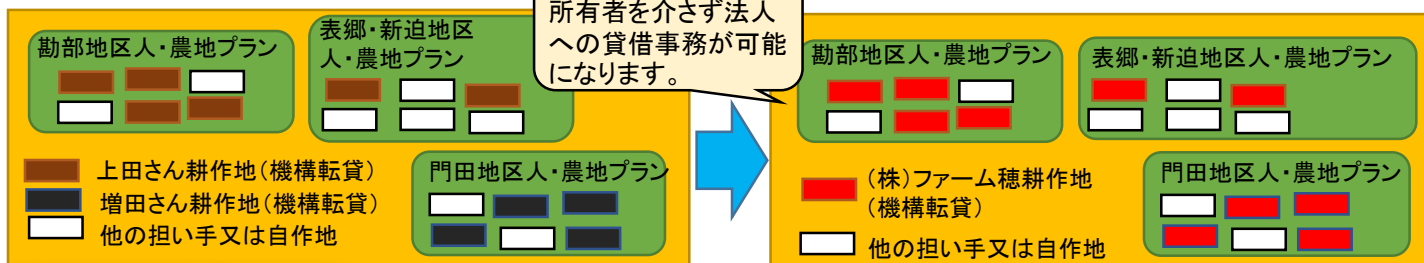 所有者を介さず法人
への貸借事務が可能
になります。
勘部地区人・農地プラン
表郷・新迫地区
人・農地プラン
上田さん耕作地(機構転貸)
増田さん耕作地(機構転貸)
他の担い手又は自作地
門田地区人・農地プラン
勘部地区人・農地プラン
表郷・新迫地区人・農地プラン
(株)ファーム穂耕作地
(機構転貸)
他の担い手又は自作地
門田地区人・農地プラン